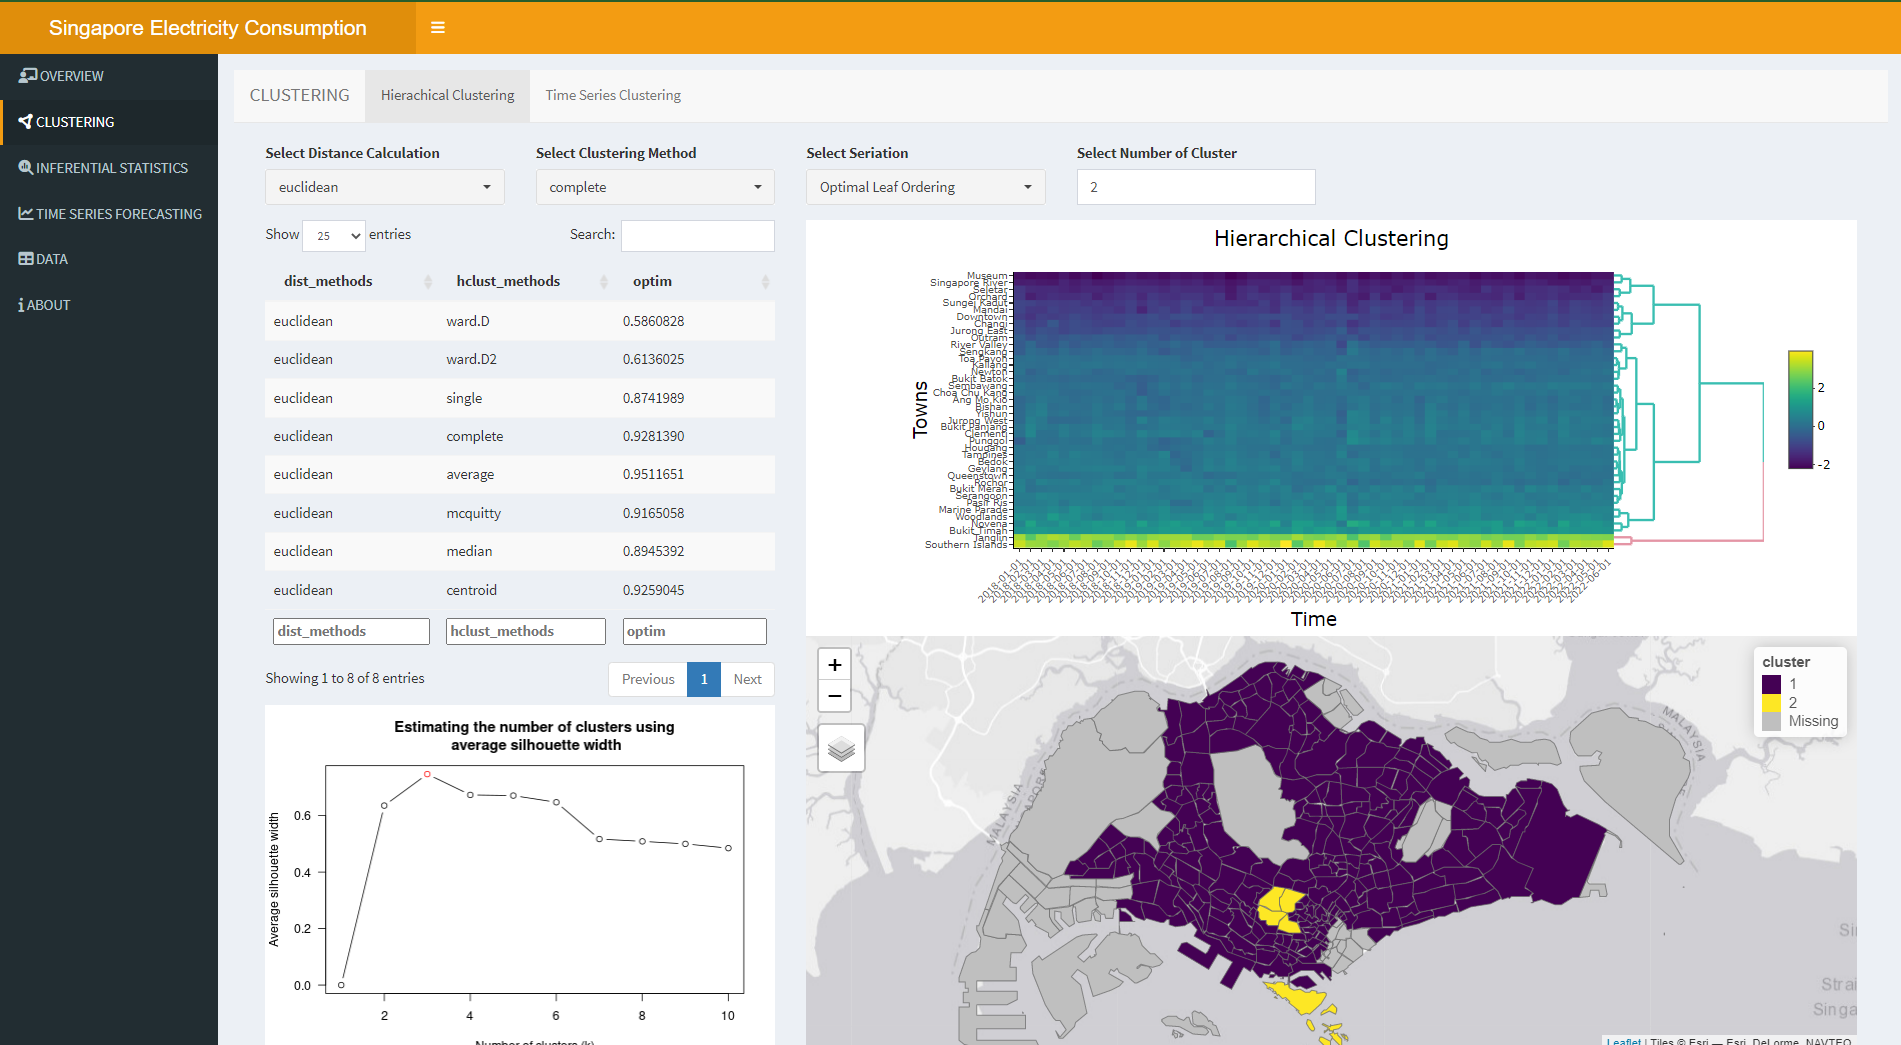 Singapore Electricity Consumption
OVERVIEW
CLUSTERING
INFERENTIAL STATISTICS
TIME SERIES FORECASTING
DATA
ABOUT
CLUSTERING Hierachical Clustering Time Series Clustering
Select Distance Calculation Select Clustering Method Select Seriation Select Number of Cluster
euclidean complete Optimal Leaf Ordering 2
Show 25 entries Search:
dist_methods hclust_methods optim
euclidean ward.D 0.5860828
euclidean ward.D2 0.6136025
euclidean single 0.8741989
euclidean complete 0.9281390
euclidean average 0.9511651
euclidean mcquitty 0.9165058
euclidean median 0.8945392
euclidean centroid 0.9259045
dist_methods hclust_methods optim
Showing 1 to 8 of 8 entries Previous 1 Next
Estimating the number of clusters using
average silhouette width
Average silhouette width
0.6
0.4
0.2
0.0
2 4 6 8 10
Number of clusters (k)
Hierarchical Clustering
Towns
Museum
Singapore River
Seletar
Orchard
Sungei Kadut
Mandai
Downtown
Changi
Jurong East
Outram
River Valley
Sengkang
Toa Payoh
Kallang
Newton
Bukit Batok
Sembawang
Choa Chu Kang
Ang Mo Kio
Bishan
Yishun
Jurong West
Bukit Panjang
Clementi
Punggol
Hougang
Tampines
Bedok
Geylang
Queenstown
Rochor
Bukit Merah
Serangoon
Pasir Ris
Marine Parade
Woodlands
Novena
Bukit Timah
Tanglin
Southern Islands
2018-01-01
2022-06-01
Time
2
0
-2
+
−
cluster
1
2
Missing
MALAYSIA
MALAYSIA
Leaflet | Tiles © Esri — Esri, DeLorme, NAVTEQ